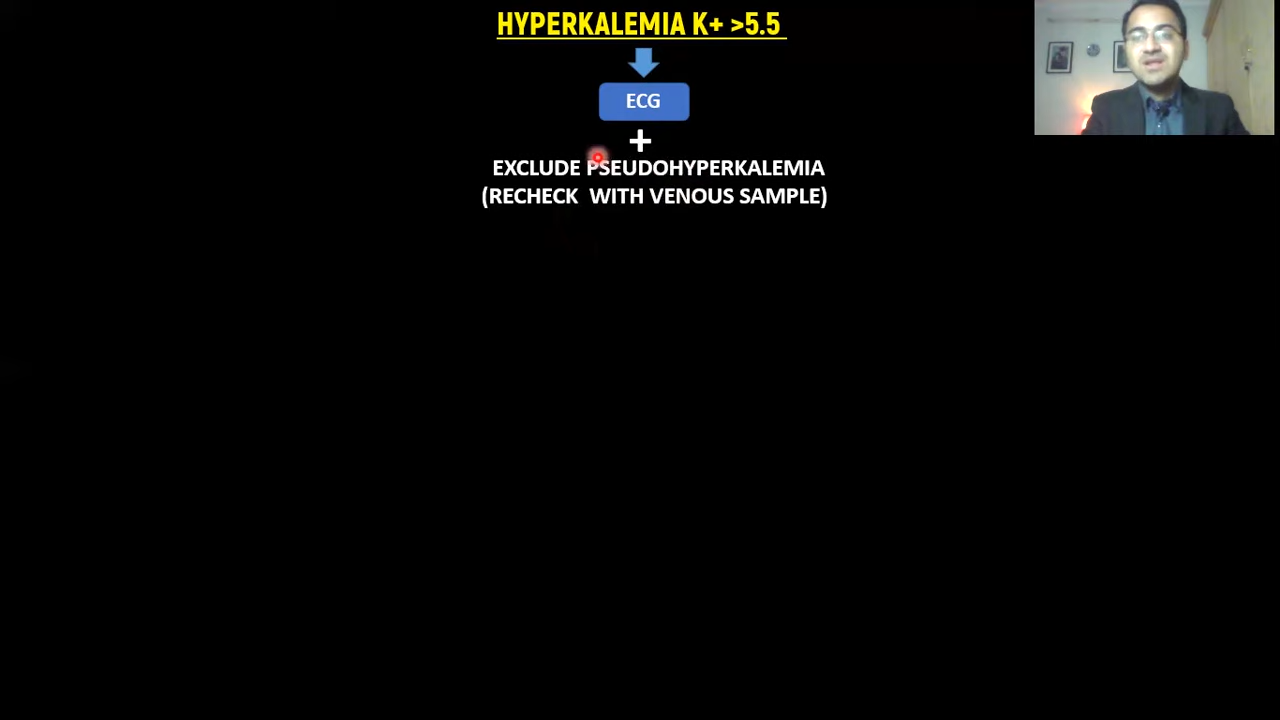 HYPERKALEMIA K+ >5.5
ECG
+
EXCLUDE PSEUDOHYPERKALEMIA
(RECHECK WITH VENOUS SAMPLE)